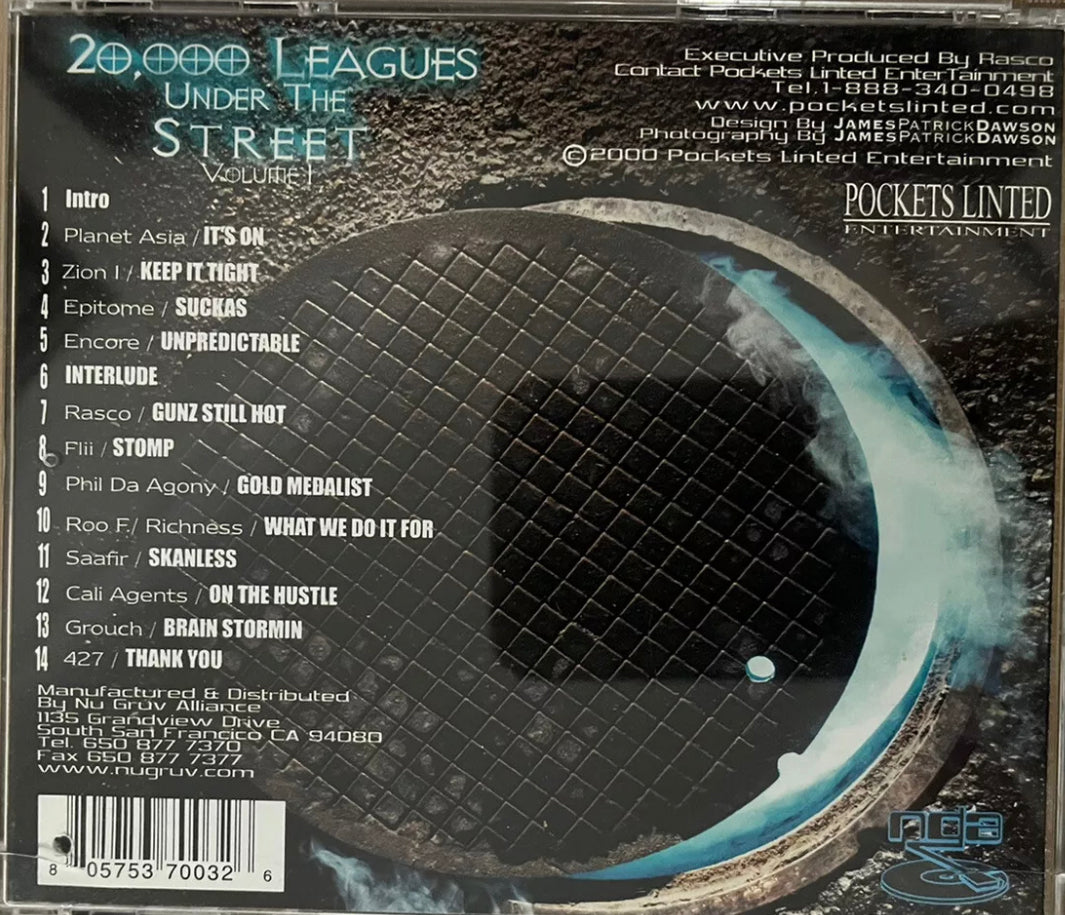 20,000 LEAGUES
UNDER THE
STREET
VOLUME I
Executive Produced By Rasco
Contact Pockets Linted EnterTainment
Tel.1-888-340-0498
www.pocketslinted.com
Design By JAMESPATRICKDAWSON
Photography By JAMESPATRICKDAWSON
©2000 Pockets Linted Entertainment
POCKETS LINTED
ENTERTAINMENT
1 Intro
2 Planet Asia / IT'S ON
3 Zion I / KEEP IT TIGHT
4 Epitome / SUCKAS
5 Encore / UNPREDICTABLE
6 INTERLUDE
7 Rasco / GUNZ STILL HOT
8 Flii / STOMP
9 Phil Da Agony / GOLD MEDALIST
10 Roo F./ Richness / WHAT WE DO IT FOR
11 Saafir / SKANLESS
12 Cali Agents / ON THE HUSTLE
13 Grouch / BRAIN STORMIN
14 427 / THANK YOU
Manufactured & Distributed
By Nu Gruv Alliance
1135 Grandview Drive
South San Francico CA 94080
Tel. 650 877 7370
Fax 650 877 7377
www.nugruv.com
8 05753 70032 6
nga